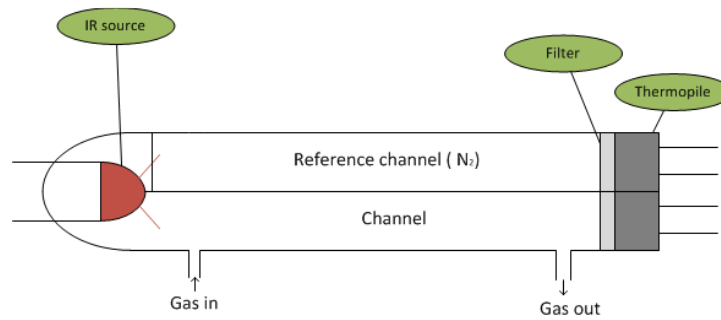 IR source
Filter
Thermopile
Reference channel ( N₂)
Channel
Gas in
Gas out